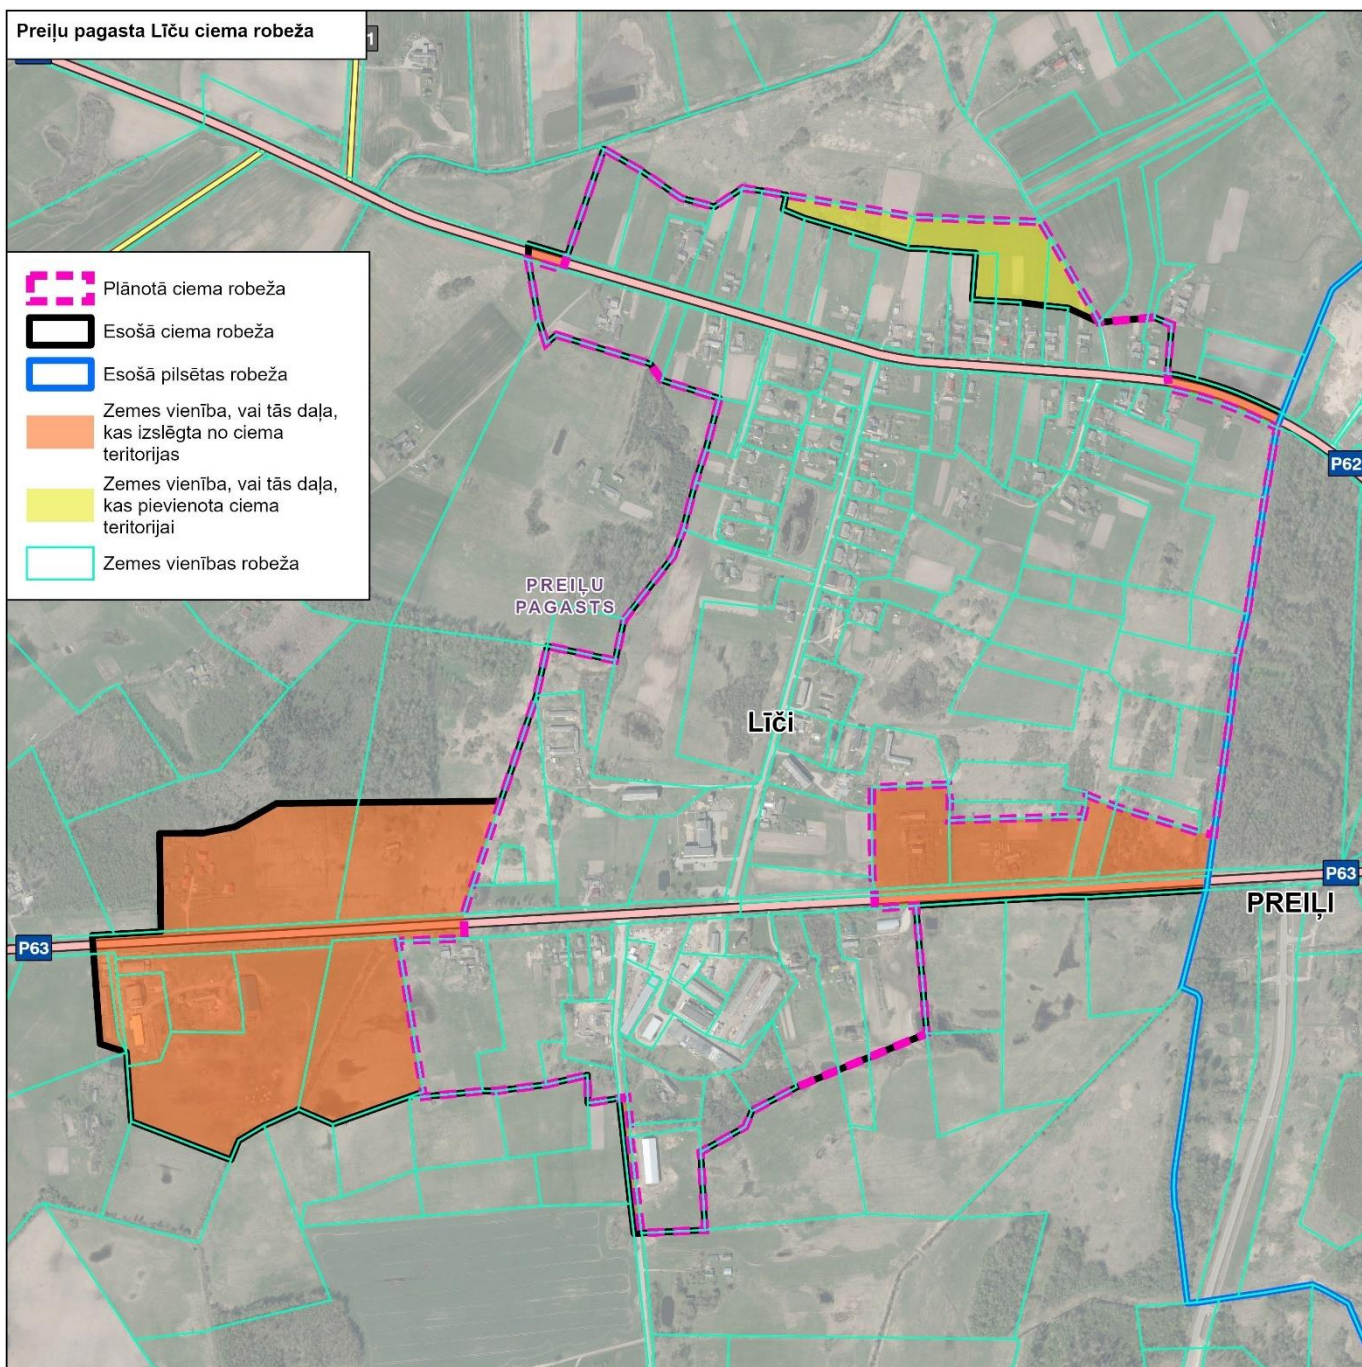 Preiļu pagasta Līču ciema robeža
1
Plānotā ciema robeža
Esošā ciema robeža
Esošā pilsētas robeža
Zemes vienība, vai tās daļa,
kas izslēgta no ciema
teritorijas
Zemes vienība, vai tās daļa,
kas pievienota ciema
teritorijai
Zemes vienības robeža
P62
PREIĻU
PAGASTS
Līči
P63
PREIĻI
P63